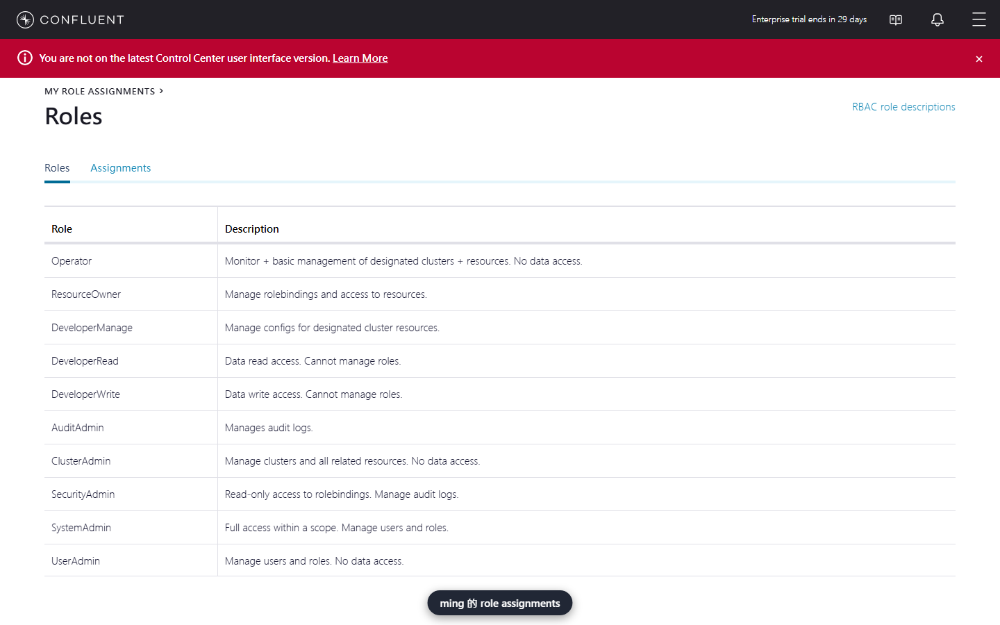 CONFLUENT
Enterprise trial ends in 29 days
You are not on the latest Control Center user interface version. Learn More
MY ROLE ASSIGNMENTS >
Roles
RBAC role descriptions
Roles Assignments
Role Description
Operator Monitor + basic management of designated clusters + resources. No data access.
ResourceOwner Manage rolebindings and access to resources.
DeveloperManage Manage configs for designated cluster resources.
DeveloperRead Data read access. Cannot manage roles.
DeveloperWrite Data write access. Cannot manage roles.
AuditAdmin Manages audit logs.
ClusterAdmin Manage clusters and all related resources. No data access.
SecurityAdmin Read-only access to rolebindings. Manage audit logs.
SystemAdmin Full access within a scope. Manage users and roles.
UserAdmin Manage users and roles. No data access.
ming 的 role assignments